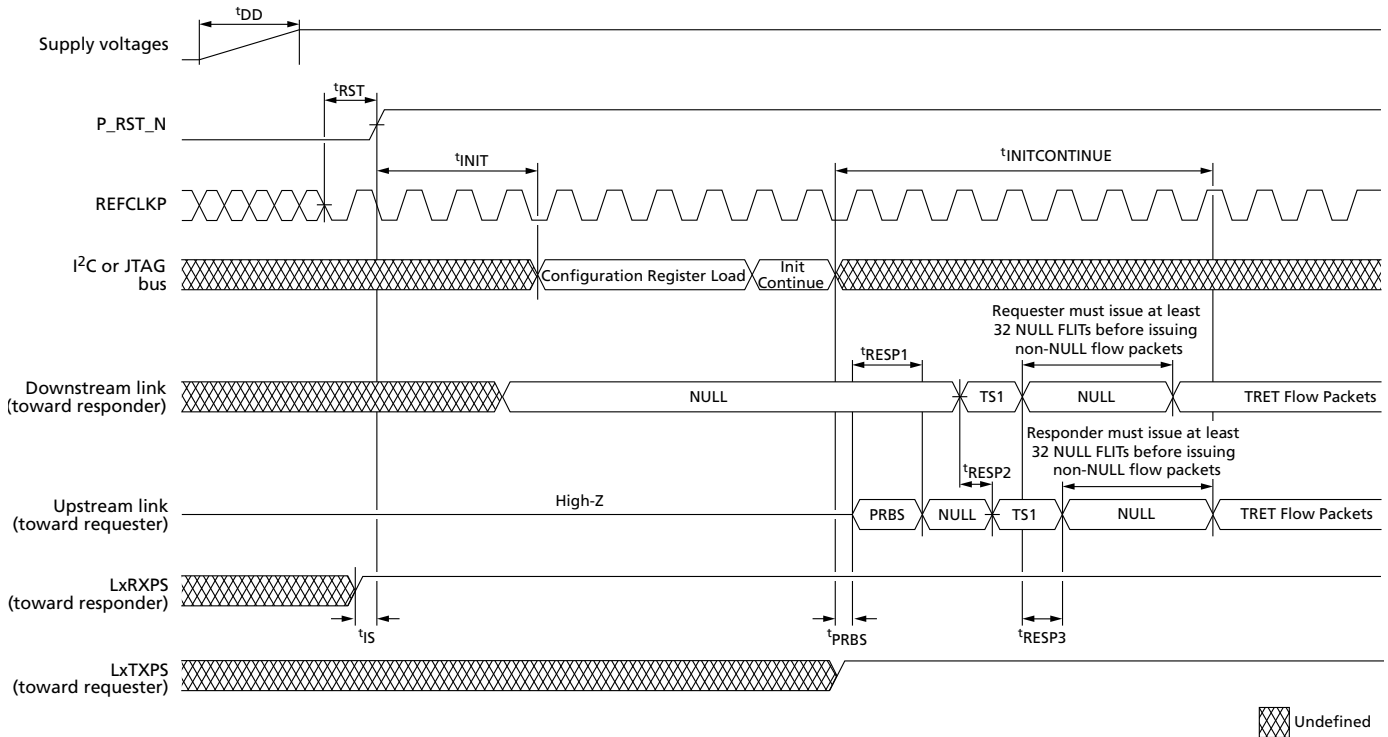 tDD
Supply voltages
tRST
P_RST_N
tINIT
tINITCONTINUE
REFCLKP
I2C or JTAG
bus
Configuration Register Load
Init
Continue
Requester must issue at least
32 NULL FLITs before issuing
non-NULL flow packets
tRESP1
Downstream link
(toward responder)
NULL
TS1
NULL
TRET Flow Packets
Responder must issue at least
32 NULL FLITs before issuing
non-NULL flow packets
tRESP2
High-Z
Upstream link
(toward requester)
PRBS
NULL
TS1
NULL
TRET Flow Packets
LxRXPS
(toward responder)
tIS
tPRBS
tRESP3
LxTXPS
(toward requester)
Undefined